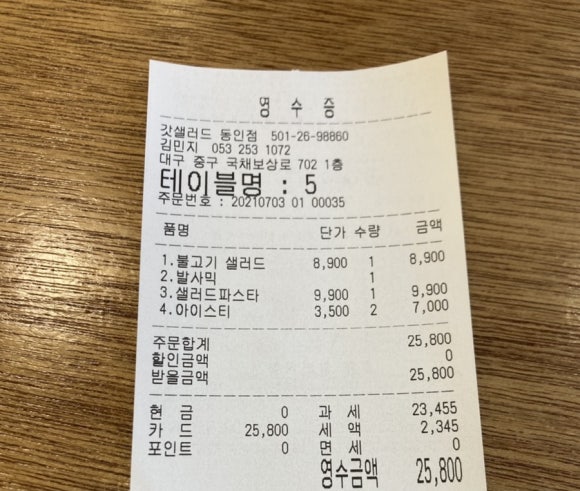 영 수 증
갓샐러드 동인점 501-26-98860
김민지 053 253 1072
대구 중구 국채보상로 702 1층
테이블명 : 5
주문번호 : 20210703 01 00035
품명 단가 수량 금액
1.불고기 샐러드 8,900 1 8,900
2.발사믹 1
3.샐러드파스타 9,900 1 9,900
4.아이스티 3,500 2 7,000
주문합계 25,800
할인금액 0
받을금액 25,800
현 금 0 과 세 23,455
카 드 25,800 세 액 2,345
포인트 0 면 세 0
영수금액 25,800